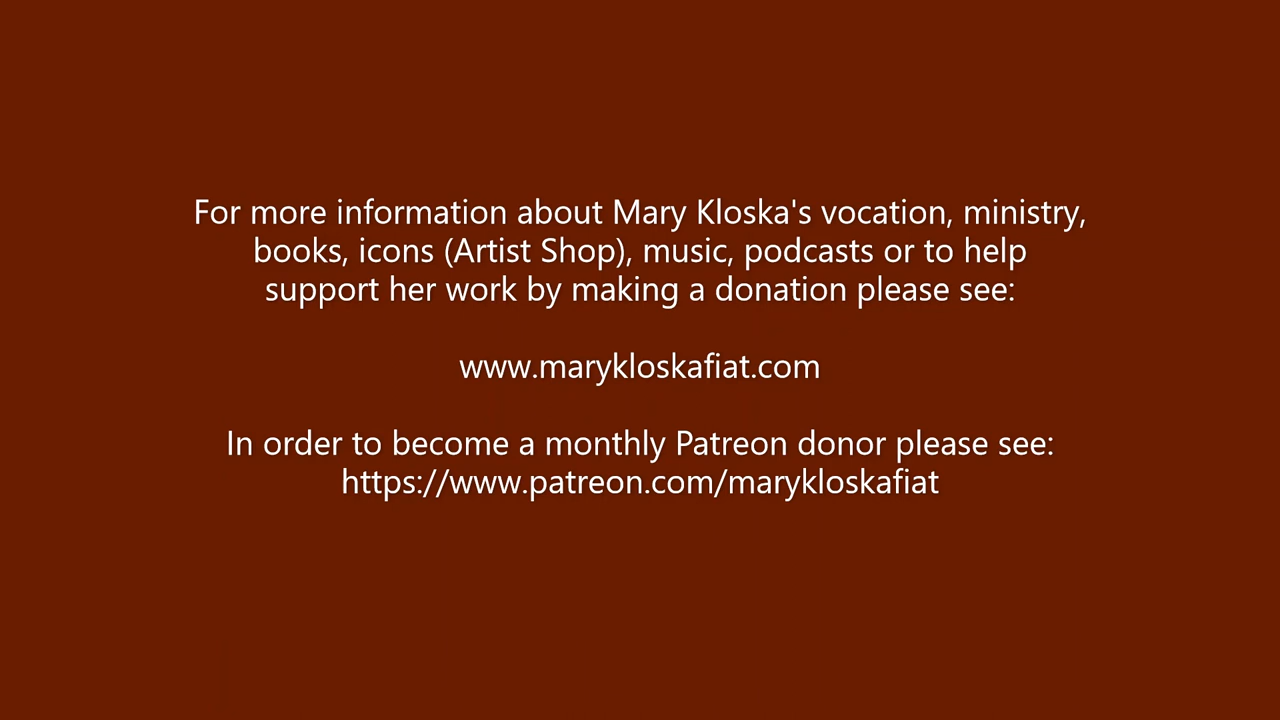 For more information about Mary Kloska's vocation, ministry,
books, icons (Artist Shop), music, podcasts or to help
support her work by making a donation please see:
www.marykloskafiat.com
In order to become a monthly Patreon donor please see:
https://www.patreon.com/marykloskafiat